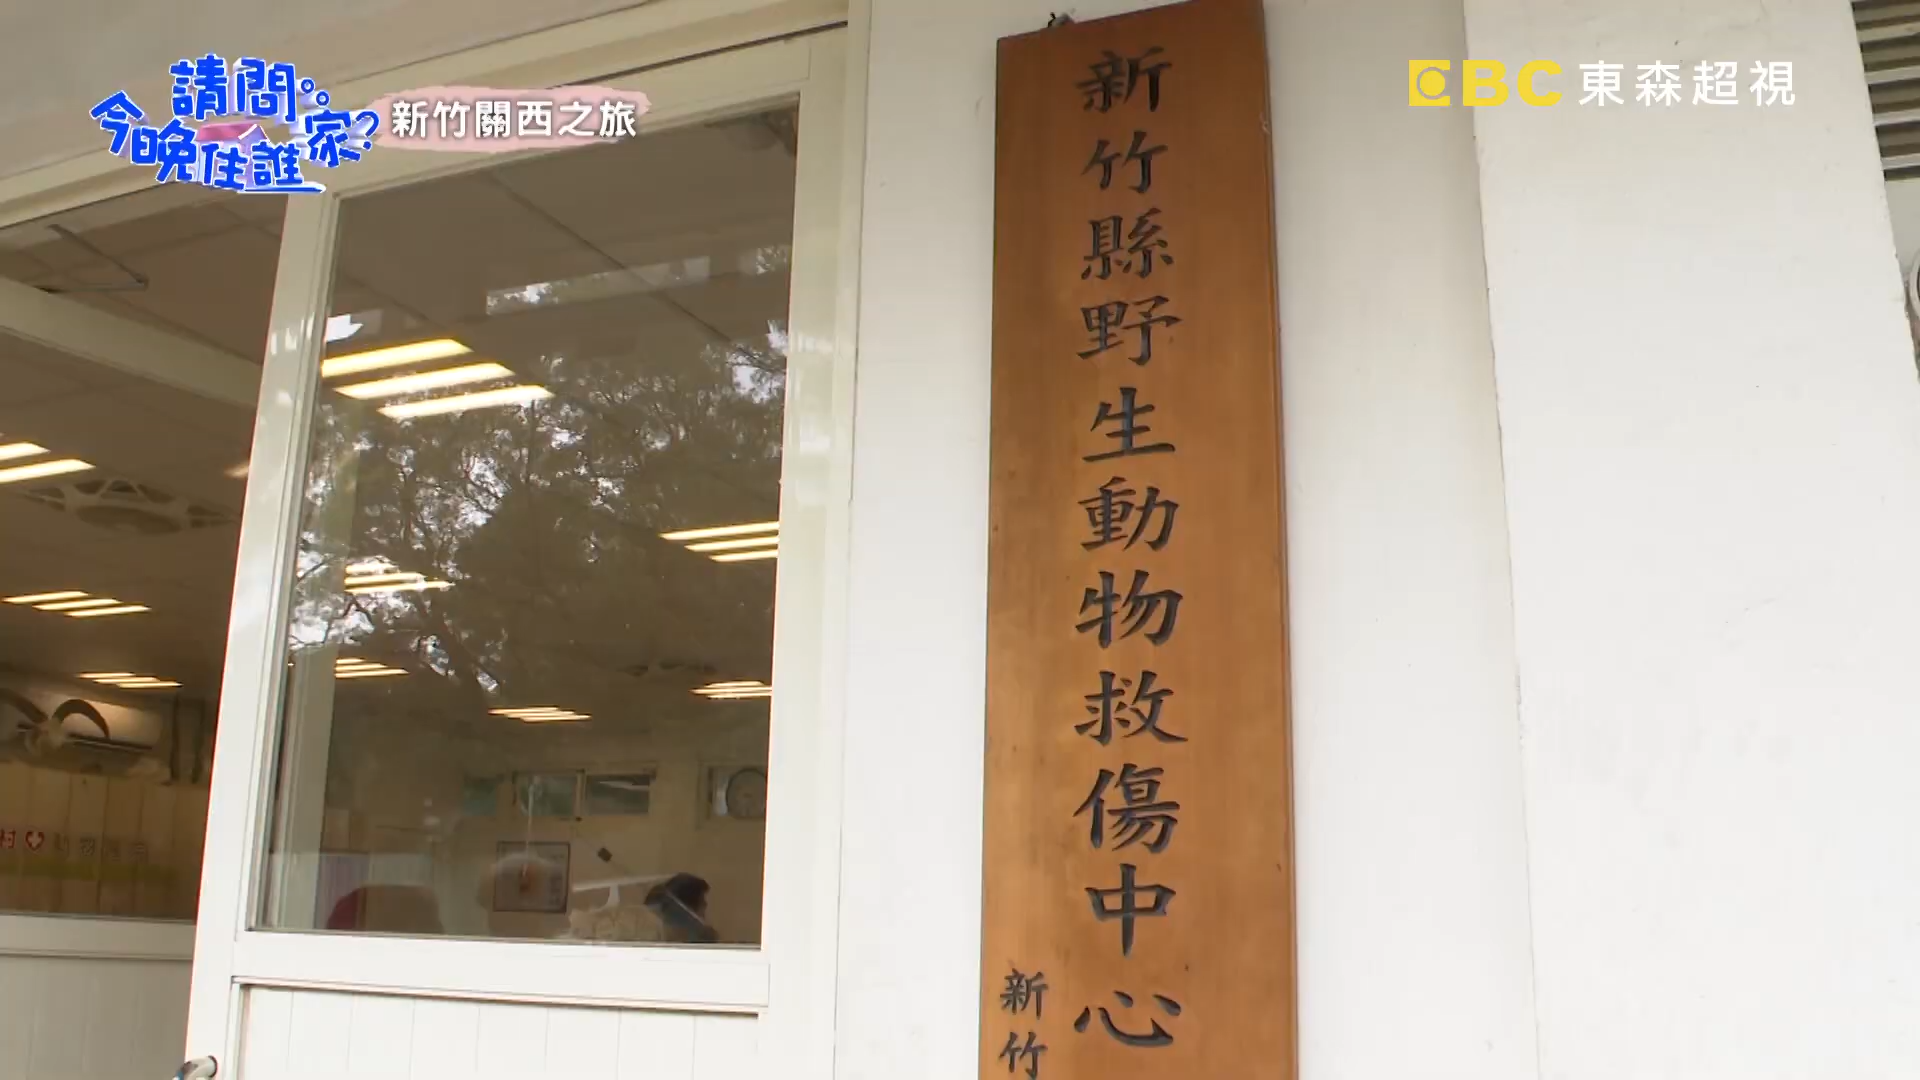 請問
今晚住誰家?
新竹關西之旅
EBC 東森超視
新竹縣野生動物救傷中心
新竹